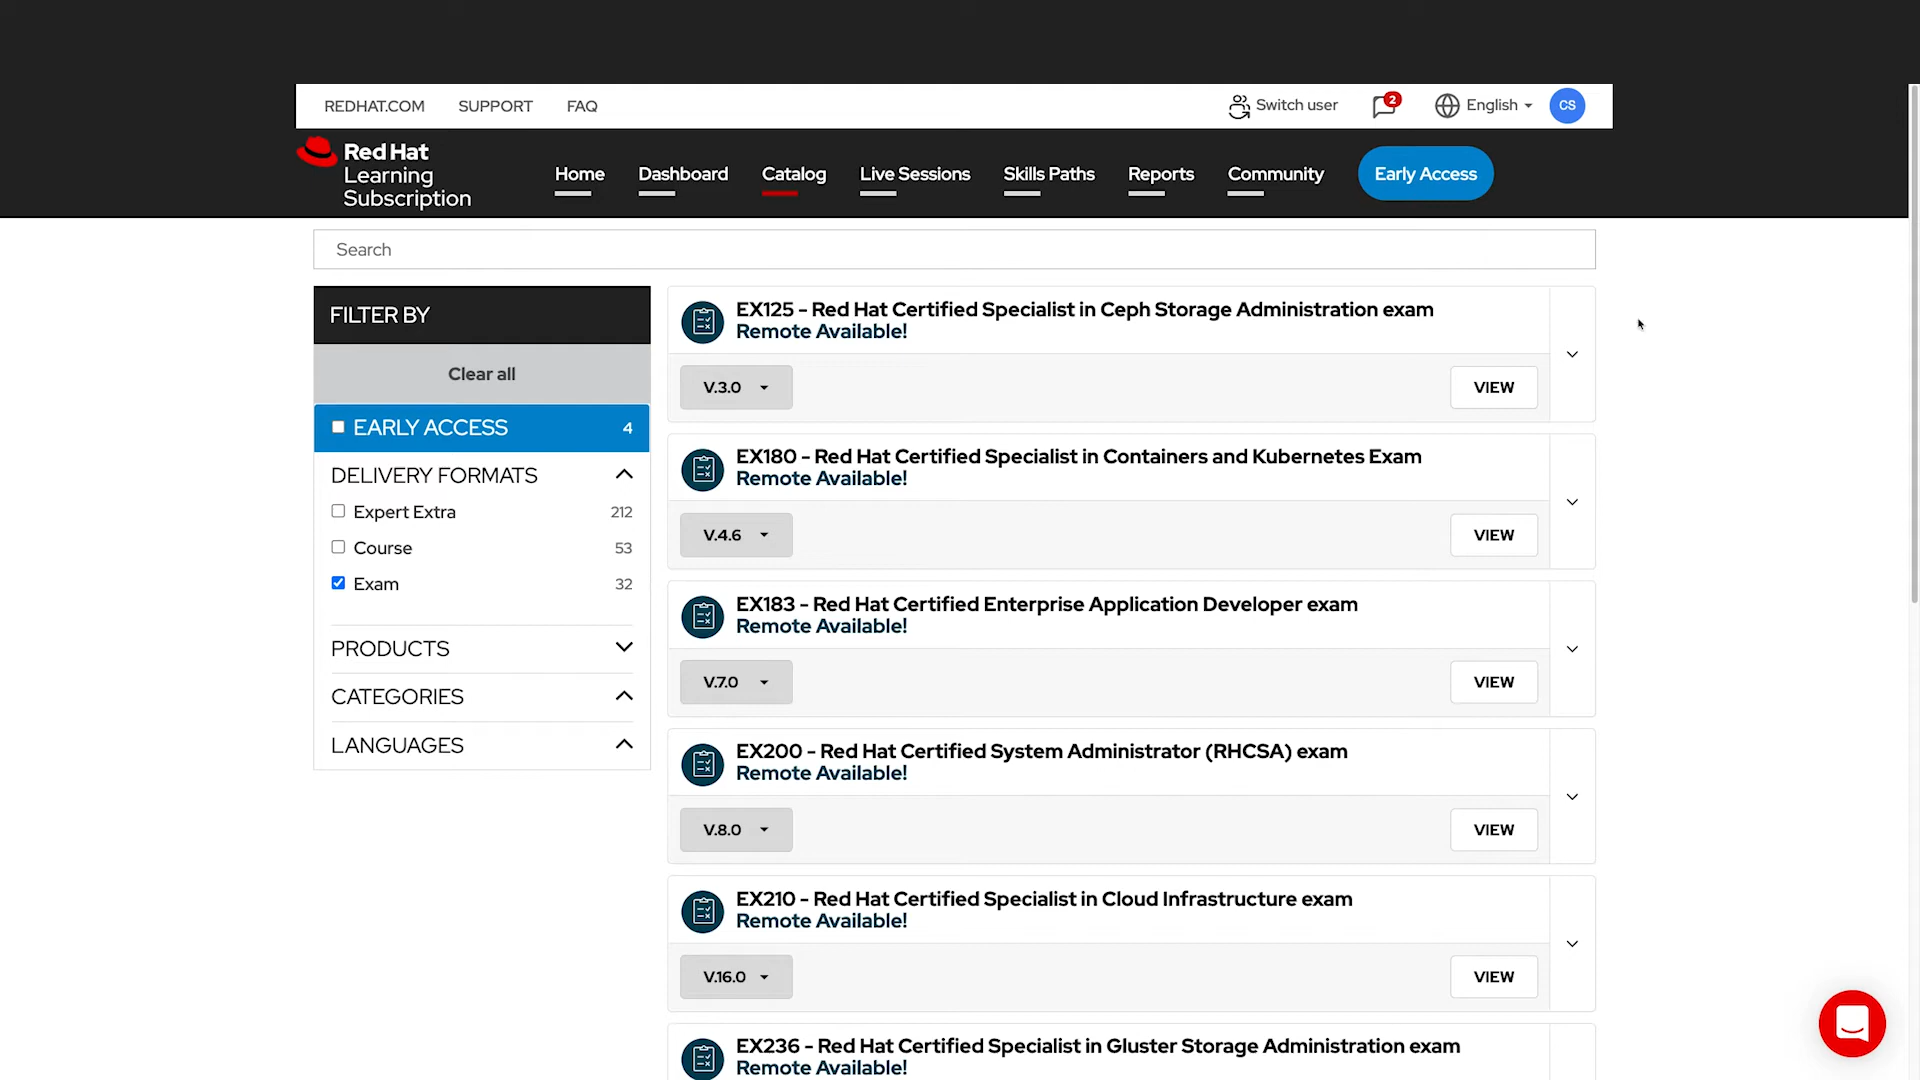 REDHAT.COM SUPPORT FAQ Switch user 2 English CS
Red Hat
Learning
Subscription
Home Dashboard Catalog Live Sessions Skills Paths Reports Community Early Access
Search
FILTER BY
Clear all
EARLY ACCESS 4
DELIVERY FORMATS
Expert Extra 212
Course 53
Exam 32
PRODUCTS
CATEGORIES
LANGUAGES
EX125 - Red Hat Certified Specialist in Ceph Storage Administration exam
Remote Available!
V.3.0 VIEW
EX180 - Red Hat Certified Specialist in Containers and Kubernetes Exam
Remote Available!
V.4.6 VIEW
EX183 - Red Hat Certified Enterprise Application Developer exam
Remote Available!
V.7.0 VIEW
EX200 - Red Hat Certified System Administrator (RHCSA) exam
Remote Available!
V.8.0 VIEW
EX210 - Red Hat Certified Specialist in Cloud Infrastructure exam
Remote Available!
V.16.0 VIEW
EX236 - Red Hat Certified Specialist in Gluster Storage Administration exam
Remote Available!